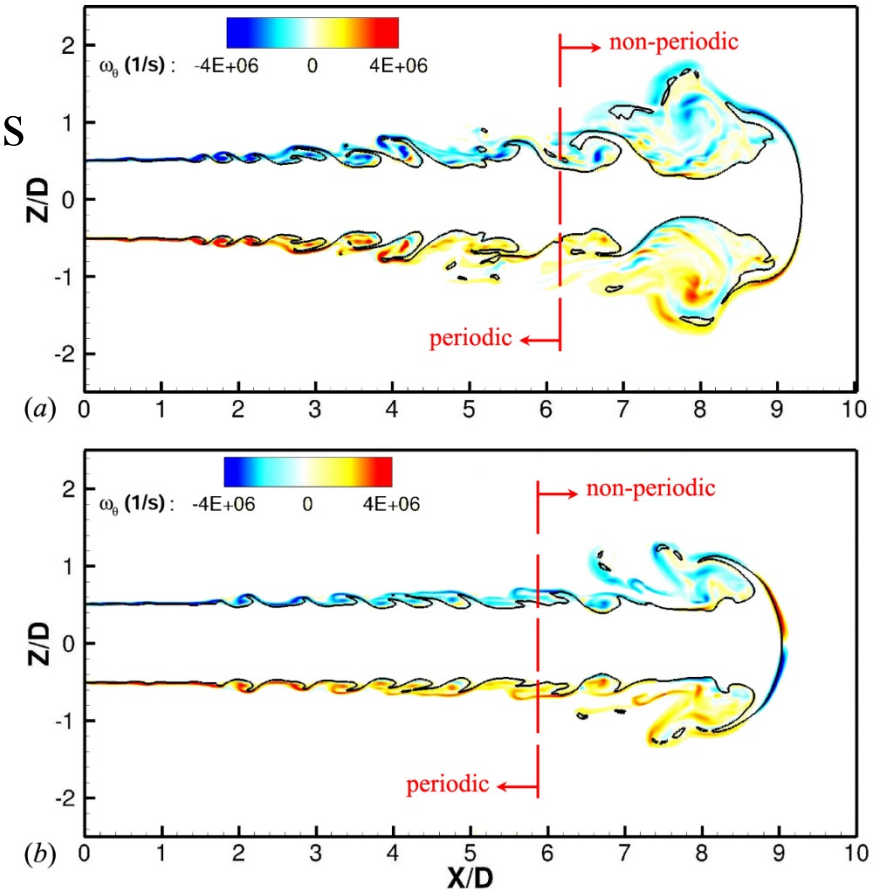 2
non-periodic
ωθ (1/s) : -4E+06 0 4E+06
S
1
Z/D
0
-1
periodic
-2
(a)
0 1 2 3 4 5 6 7 8 9 10
2
non-periodic
ωθ (1/s) : -4E+06 0 4E+06
1
Z/D
0
-1
periodic
-2
(b)
0 1 2 3 4 5 6 7 8 9 10
X/D